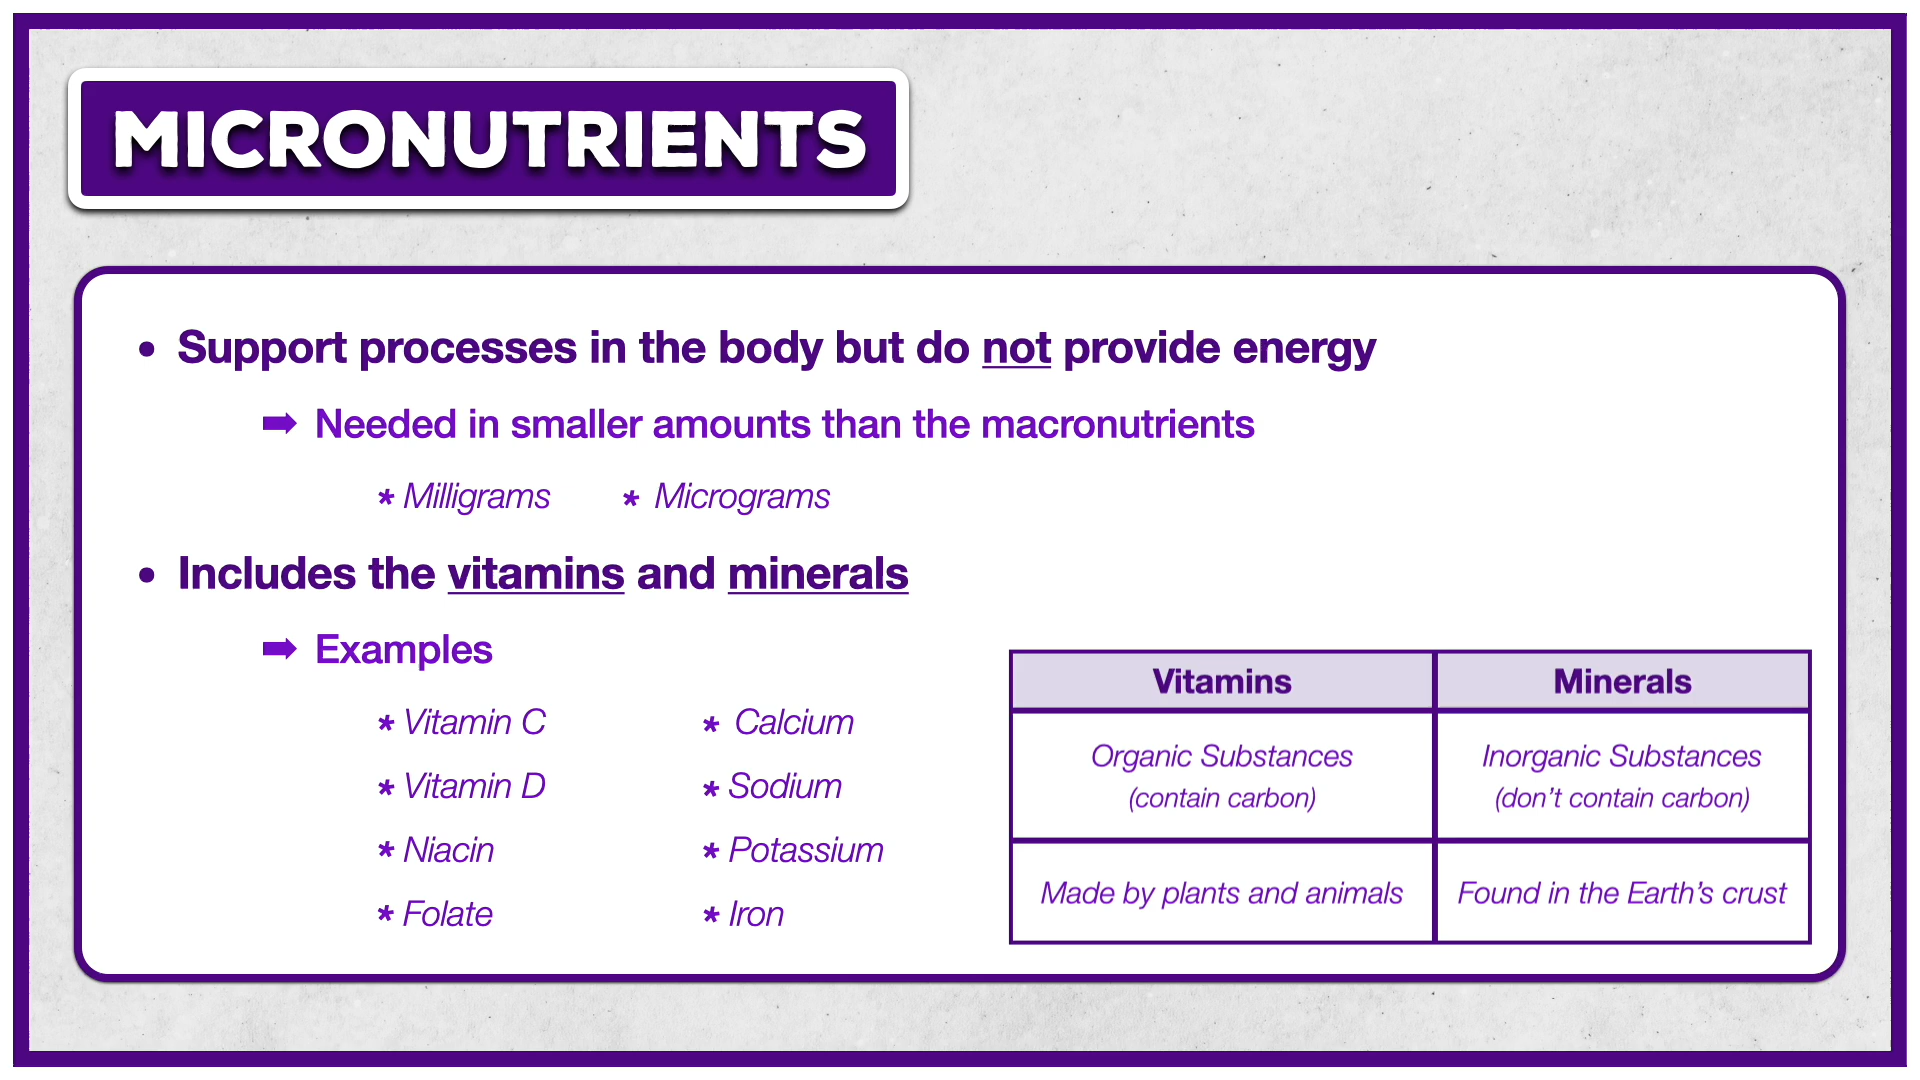 MICRONUTRIENTS
• Support processes in the body but do not provide energy
➡ Needed in smaller amounts than the macronutrients
* Milligrams * Micrograms
• Includes the vitamins and minerals
➡ Examples
* Vitamin C * Calcium
* Vitamin D * Sodium
* Niacin * Potassium
* Folate * Iron
Vitamins Minerals
Organic Substances Inorganic Substances
(contain carbon) (don’t contain carbon)
Made by plants and animals Found in the Earth’s crust